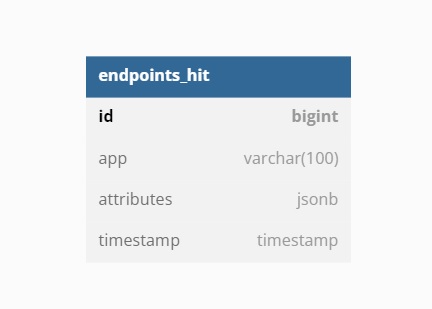 endpoints_hit
id bigint
app varchar(100)
attributes jsonb
timestamp timestamp